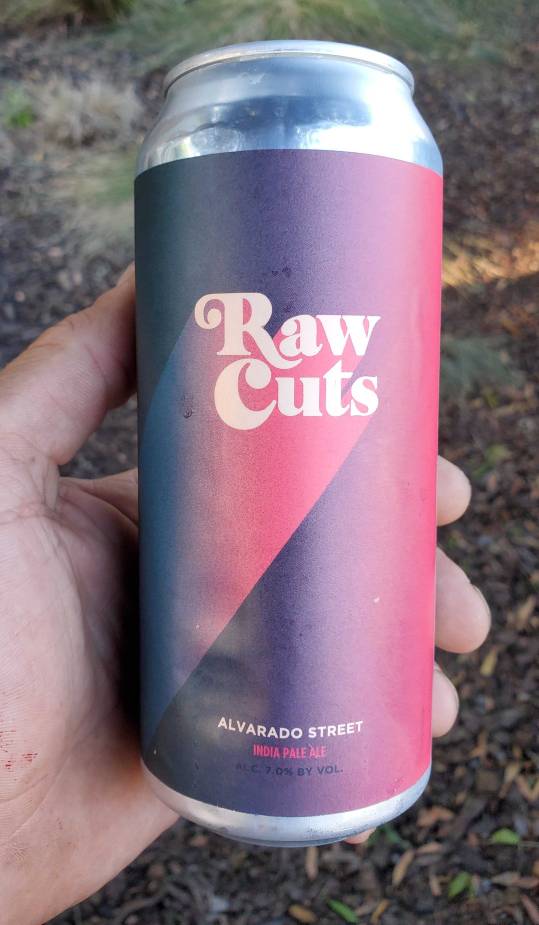 Raw
Cuts
ALVARADO STREET
INDIA PALE ALE
ALC. 7.0% BY VOL.